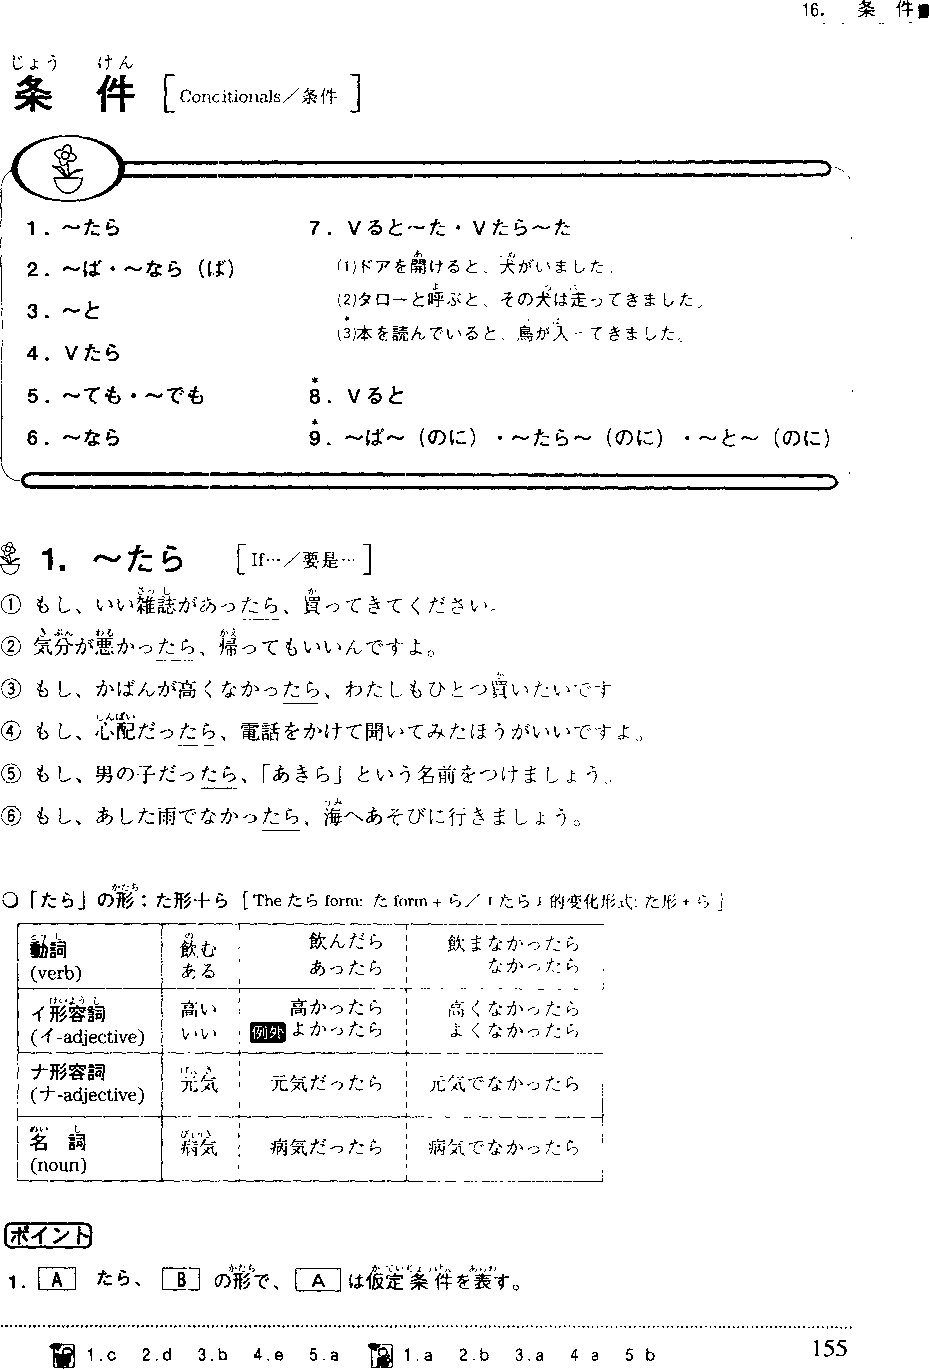 16. 条件
じょう けん
条 件 [Concitionals／条件]
1．～たら
2．～ば・～なら（ば）
3．～と
4．Vたら
5．～ても・～でも
6．～なら
7．Vると～た・Vたら～た
(1)ドアを開けると、犬がいました。
(2)タローと呼ぶと、その犬は走ってきました。
*
(3)本を読んでいると、鳥が入ってきました。
*
8．Vると
*
9．～ば～（のに）・～たら～（のに）・～と～（のに）
1．～たら [If…／要是…]
① もし、いい雑誌があったら、買ってきてください。
② 気分が悪かったら、帰ってもいいんですよ。
③ もし、かばんが高くなかったら、わたしもひとつ買いたいです
④ もし、心配だったら、電話をかけて聞いてみたほうがいいですよ。
⑤ もし、男の子だったら、「あきら」という名前をつけましょう。
⑥ もし、あした雨でなかったら、海へあそびに行きましょう。
○「たら」の形：た形＋ら [The たら form: た form + ら／「たら」的变化形式: た形 + ら]
動詞 (verb) 飲む 飲んだら 飲まなかったら
ある あったら なかったら
イ形容詞 (イ-adjective) 高い 高かったら 高くなかったら
いい 例外 よかったら よくなかったら
ナ形容詞 (ナ-adjective) 元気 元気だったら 元気でなかったら
名詞 (noun) 病気 病気だったら 病気でなかったら
ポイント
1. A たら、 B の形で、 A は仮定条件を表す。
1.c 2.d 3.b 4.e 5.a 1.a 2.b 3.a 4 a 5 b
155